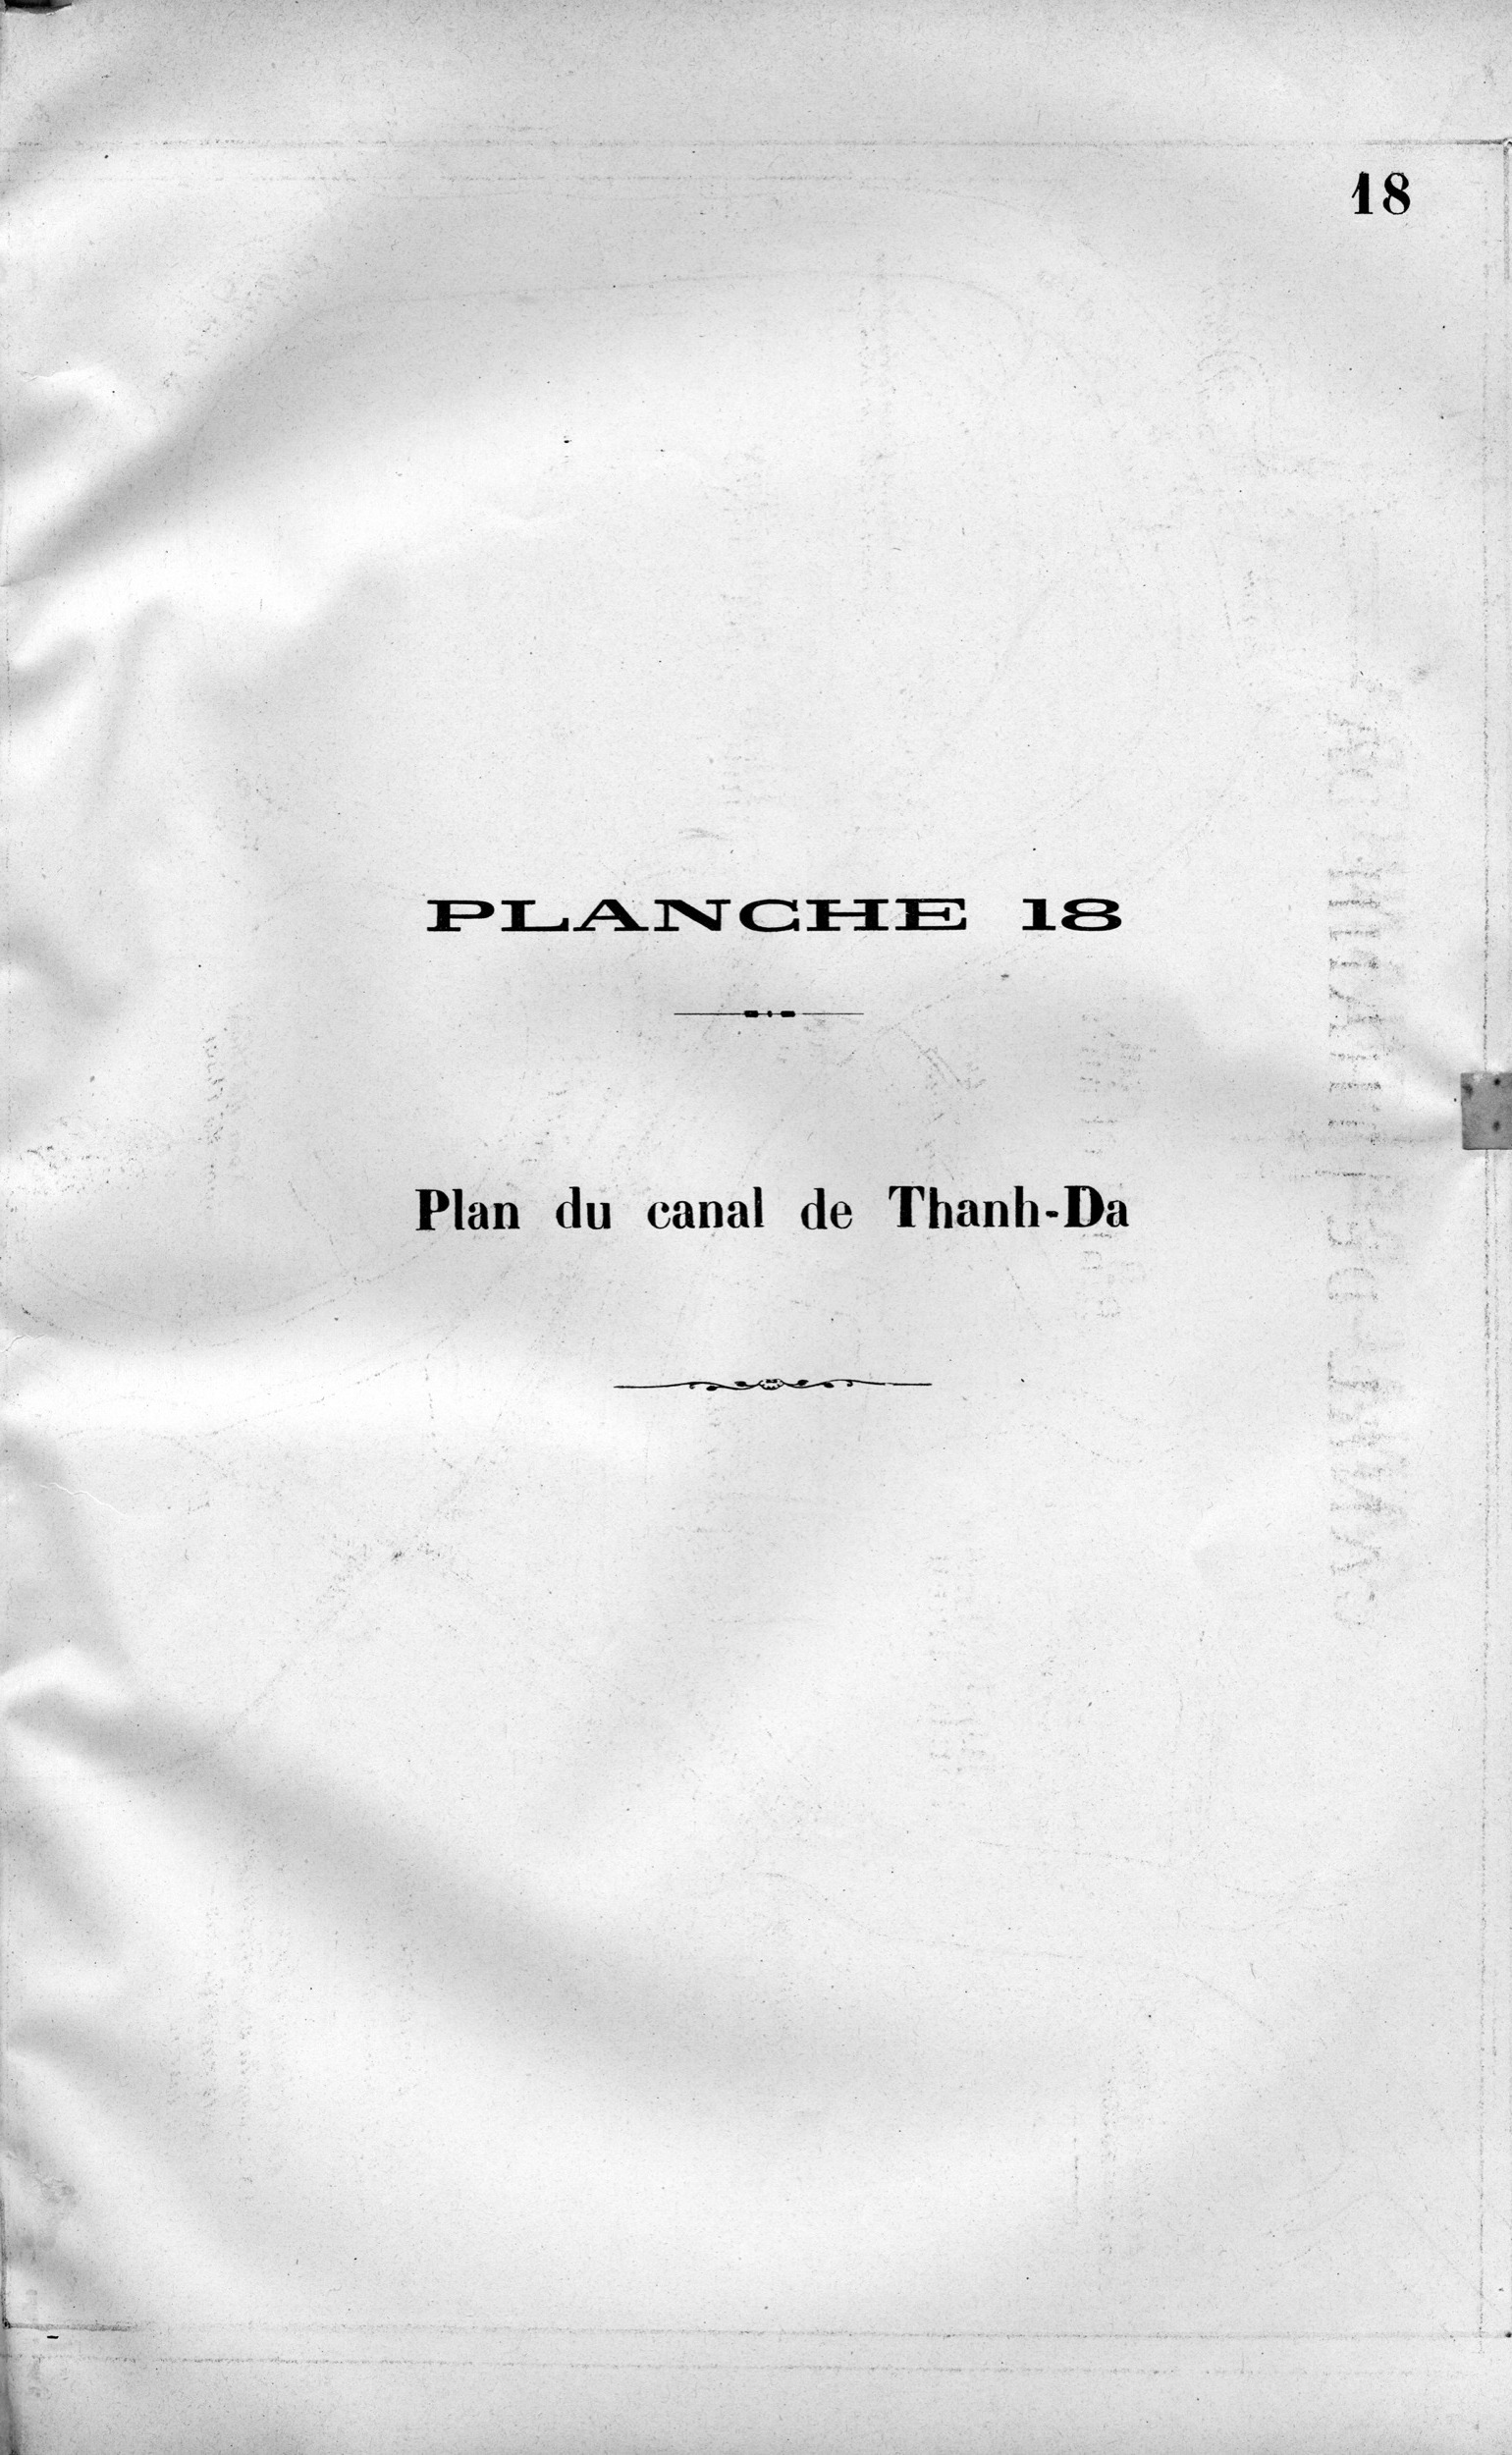 18
PLANCHE 18
Plan du canal de Thanh-Da